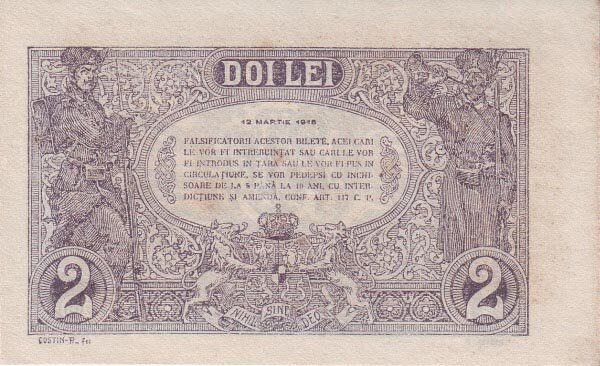 DOI LEI
12 MARTIE 1915
FALSIFICATORII ACESTOR BILETE, ACEI CARI
LE VOR FI INTREBUINȚAT SAU CARI LE VOR
FI INTRODUS IN ȚARĂ SAU LE VOR FI PUS IN
CIRCULAȚIUNE, SE VOR PEDEPSI CU INCHI-
SOARE DE LA 5 PÂNĂ LA 10 ANI, CU INTER-
DICȚIUNE ȘI AMENDĂ, CONF. ART. 117 C. P.
2
2
NIHIL SINE DEO
COSTIN-P..